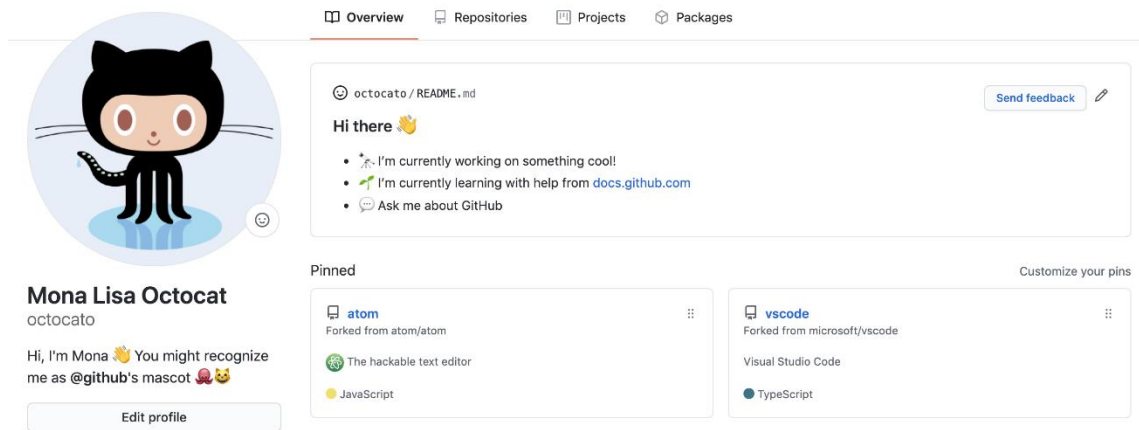 Overview Repositories Projects Packages
octocato / README.md
Send feedback
Hi there 👋
• 🔭 I'm currently working on something cool!
• 🌱 I'm currently learning with help from docs.github.com
• 💬 Ask me about GitHub
Mona Lisa Octocat
octocato
Hi, I'm Mona 👋 You might recognize
me as @github's mascot 🐙😺
Edit profile
Pinned
Customize your pins
atom
Forked from atom/atom
The hackable text editor
JavaScript
vscode
Forked from microsoft/vscode
Visual Studio Code
TypeScript